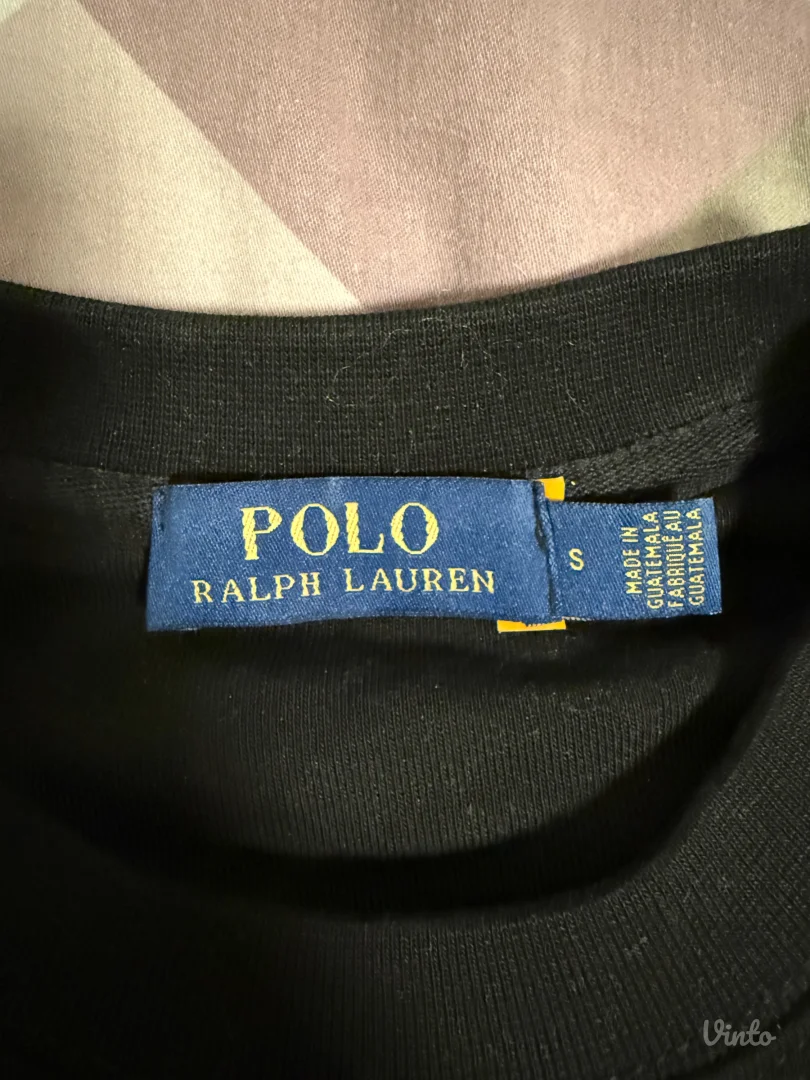 POLO
RALPH LAUREN
S
MADE IN
GUATEMALA
FABRIQUÉ AU
GUATEMALA
Vinto